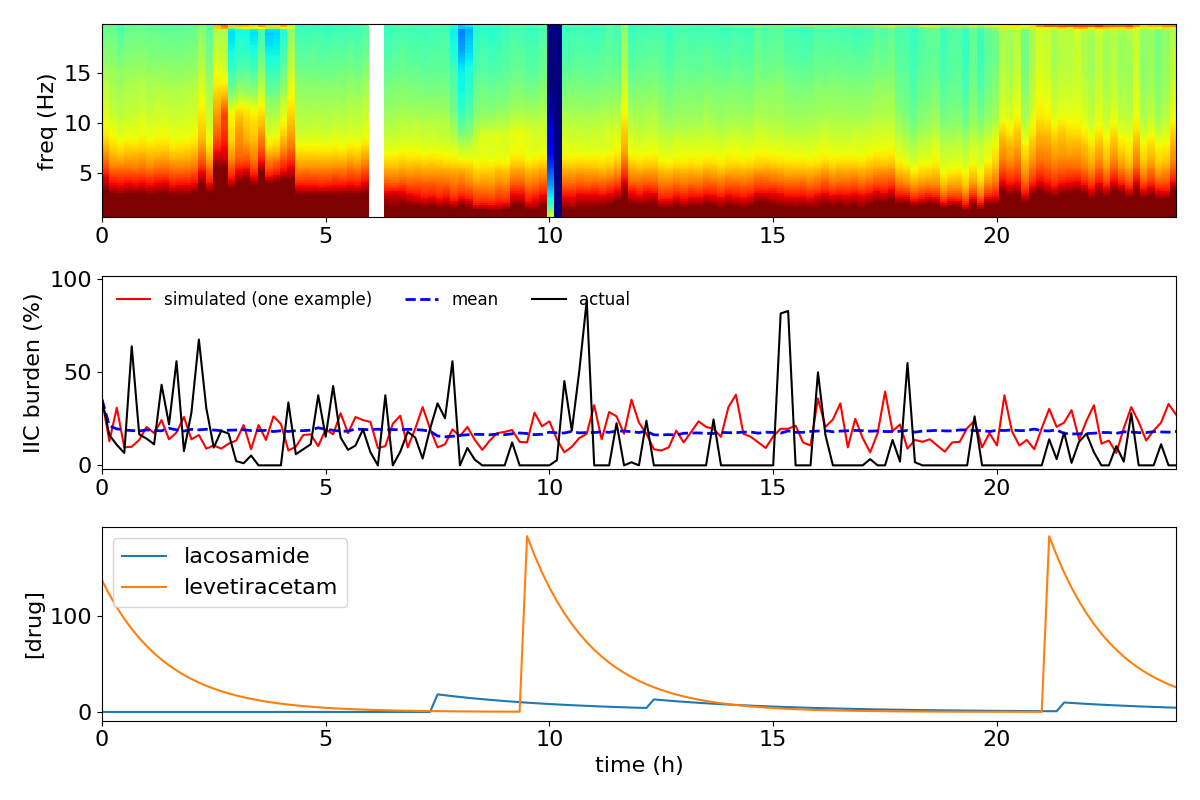 freq (Hz)
15
10
5
0 5 10 15 20
IIC burden (%)
100
50
0
simulated (one example) mean actual
0 5 10 15 20
[drug]
100
0
lacosamide
levetiracetam
0 5 10 15 20
time (h)